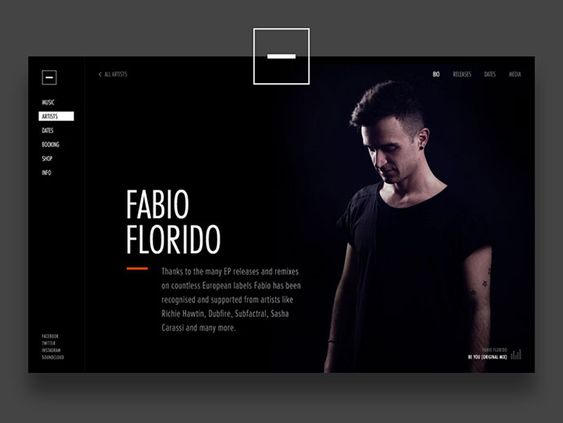 ALL ARTISTS
BIO RELEASES DATES MEDIA
MUSIC
ARTISTS
DATES
BOOKING
SHOP
INFO
FABIO
FLORIDO
Thanks to the many EP releases and remixes
on countless European labels Fabio has been
recognised and supported from artists like
Richie Hawtin, Dubfire, Subfactral, Sasha
Carassi and many more.
FACEBOOK
TWITTER
INSTAGRAM
SOUNDCLOUD
FABIO FLORIDO
BE YOU (ORIGINAL MIX)